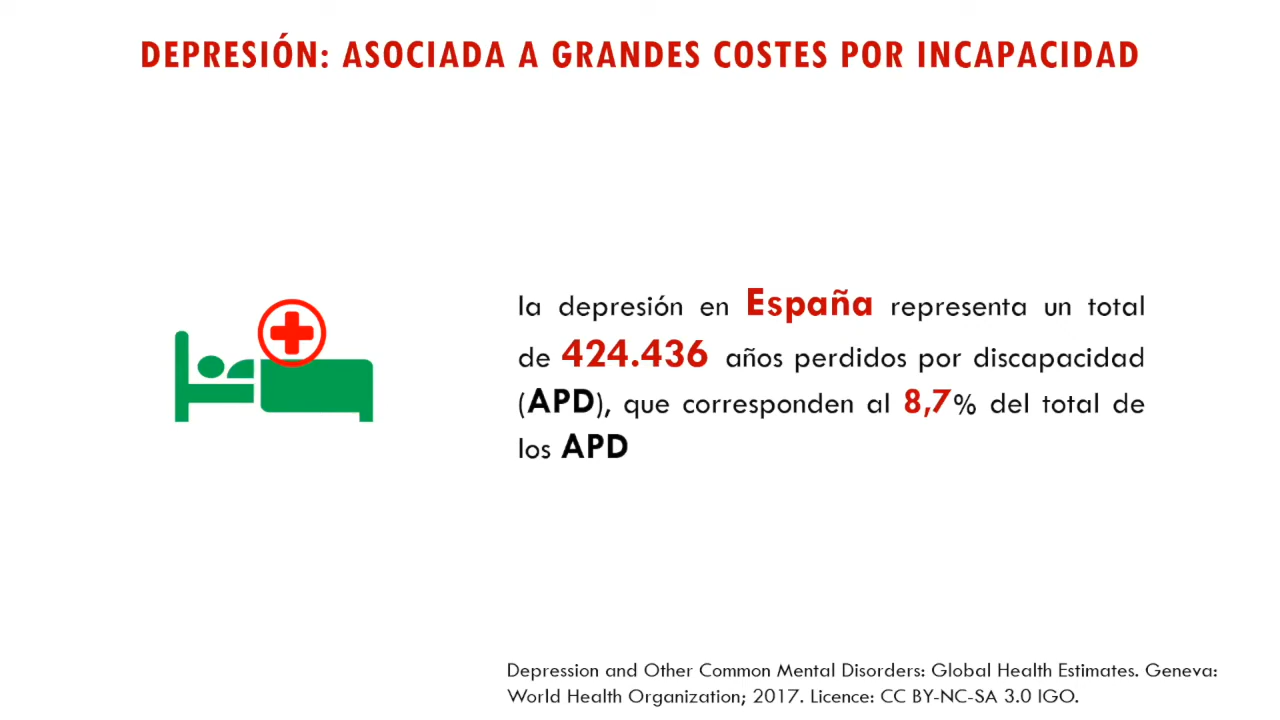 DEPRESIÓN: ASOCIADA A GRANDES COSTES POR INCAPACIDAD
la depresión en España representa un total
de 424.436 años perdidos por discapacidad
(APD), que corresponden al 8,7% del total de
los APD
Depression and Other Common Mental Disorders: Global Health Estimates. Geneva:
World Health Organization; 2017. Licence: CC BY-NC-SA 3.0 IGO.